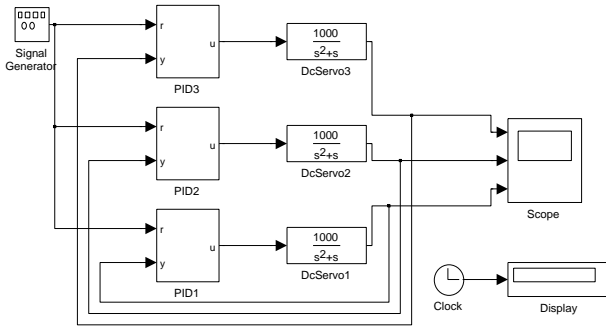 Signal
Generator
r
y
u
PID3
1000
s²+s
DcServo3
r
y
u
PID2
1000
s²+s
DcServo2
r
y
u
PID1
1000
s²+s
DcServo1
Scope
Clock
Display